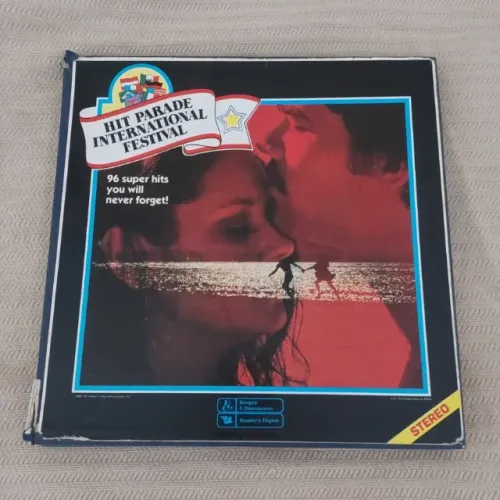 HIT PARADE
INTERNATIONAL
FESTIVAL
96 super hits
you will
never forget!
Reader's Digest
STEREO